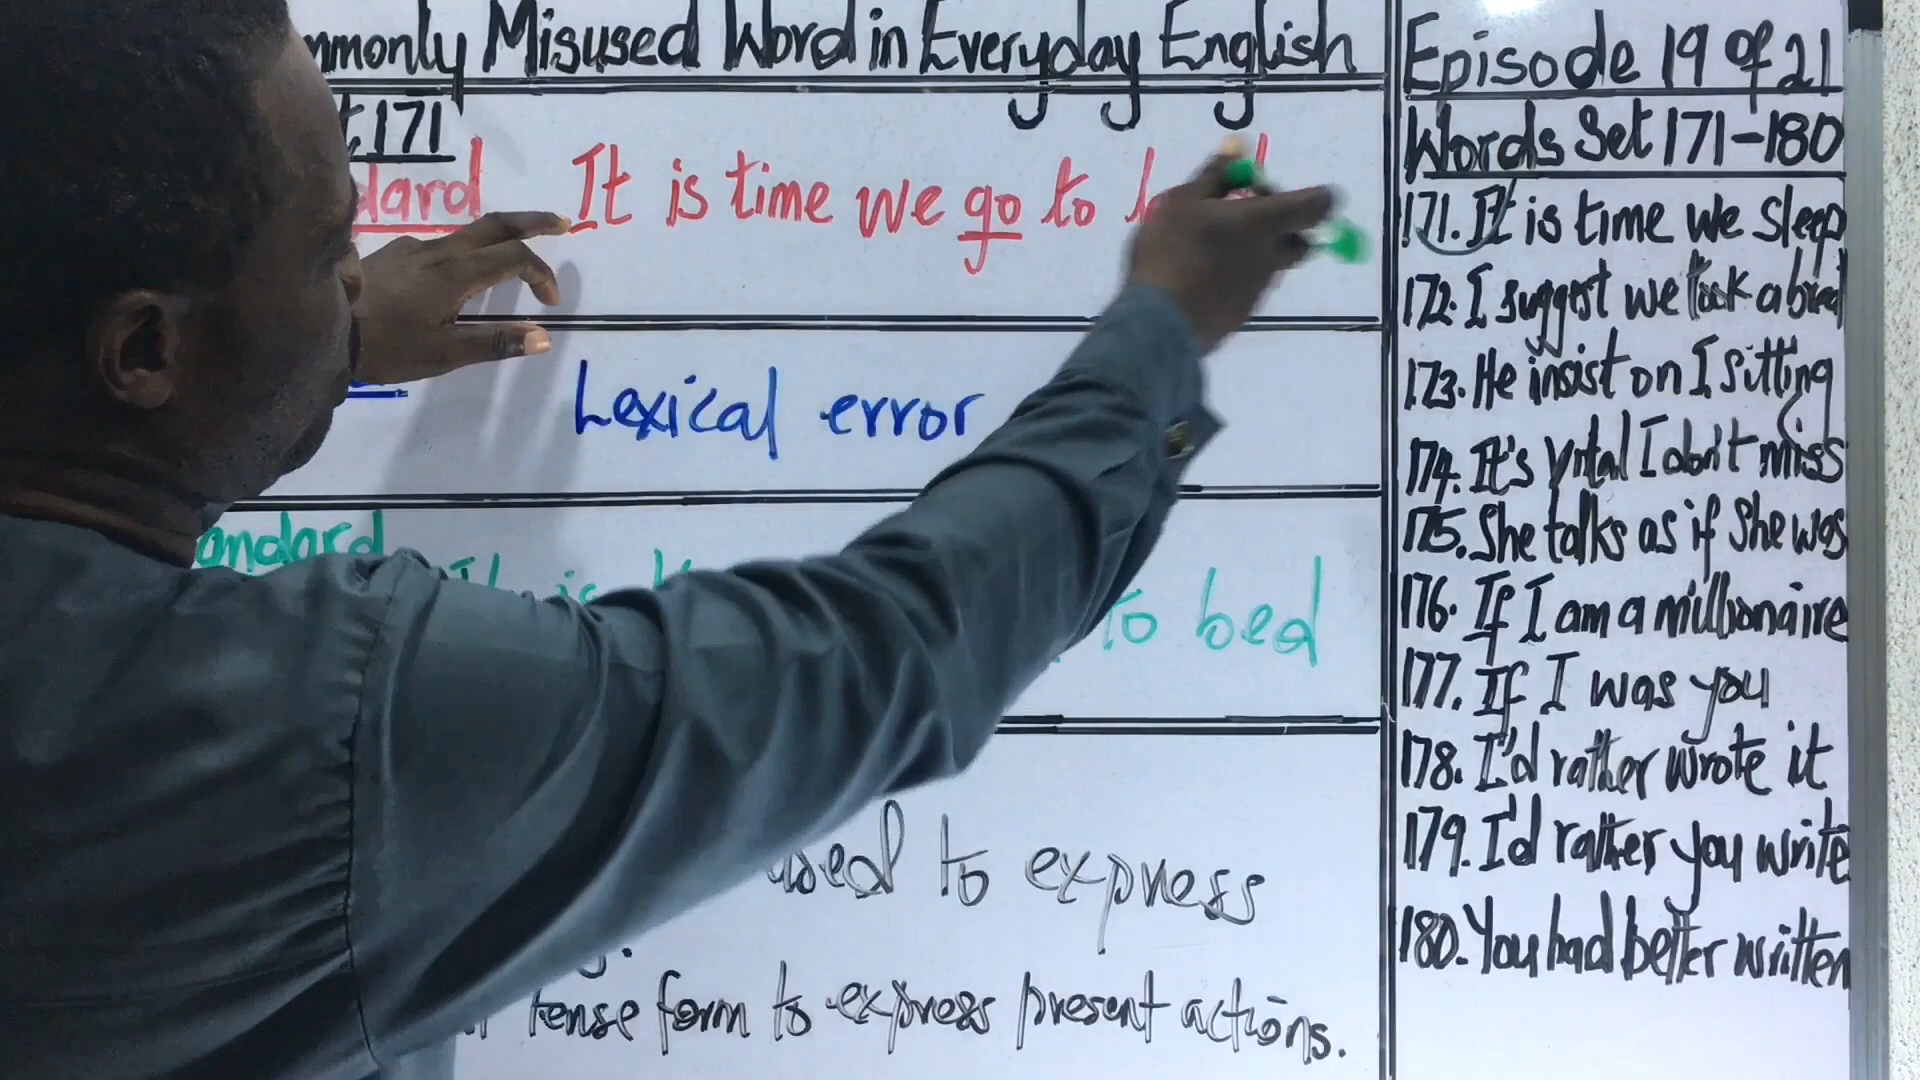 Misused Word in Everyday English
171
It is time we go to
Lexical error
to bed
to express
tense form to express present actions.
Episode 19 of 21
Words Set 171-180
171. It is time we sleep
172. I suggest we took a
173. He insist on I sitting
174. It's vital I don't miss
175. She talks as if she was
176. If I am a millionaire
177. If I was you
178. I'd rather wrote it
179. I'd rather you write
180. You had better written